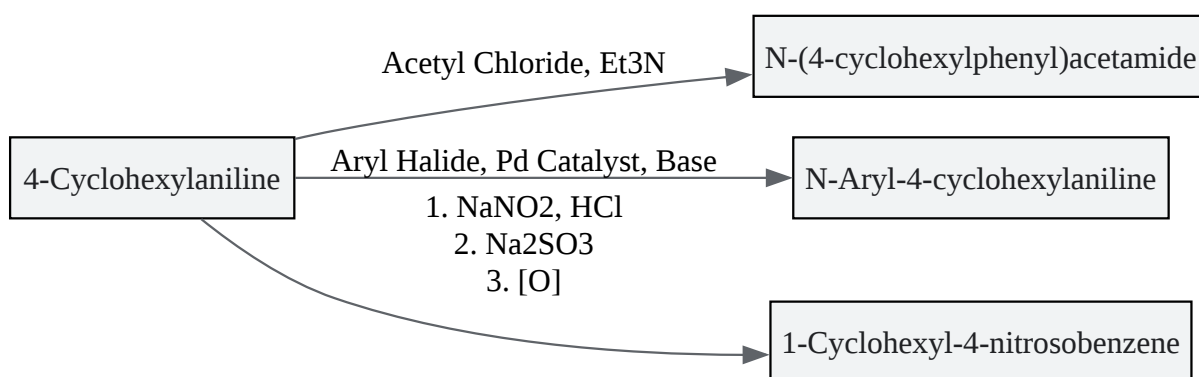 Acetyl Chloride, Et3N
N-(4-cyclohexylphenyl)acetamide
4-Cyclohexylaniline
Aryl Halide, Pd Catalyst, Base
N-Aryl-4-cyclohexylaniline
1. NaNO2, HCl
2. Na2SO3
3. [O]
1-Cyclohexyl-4-nitrosobenzene